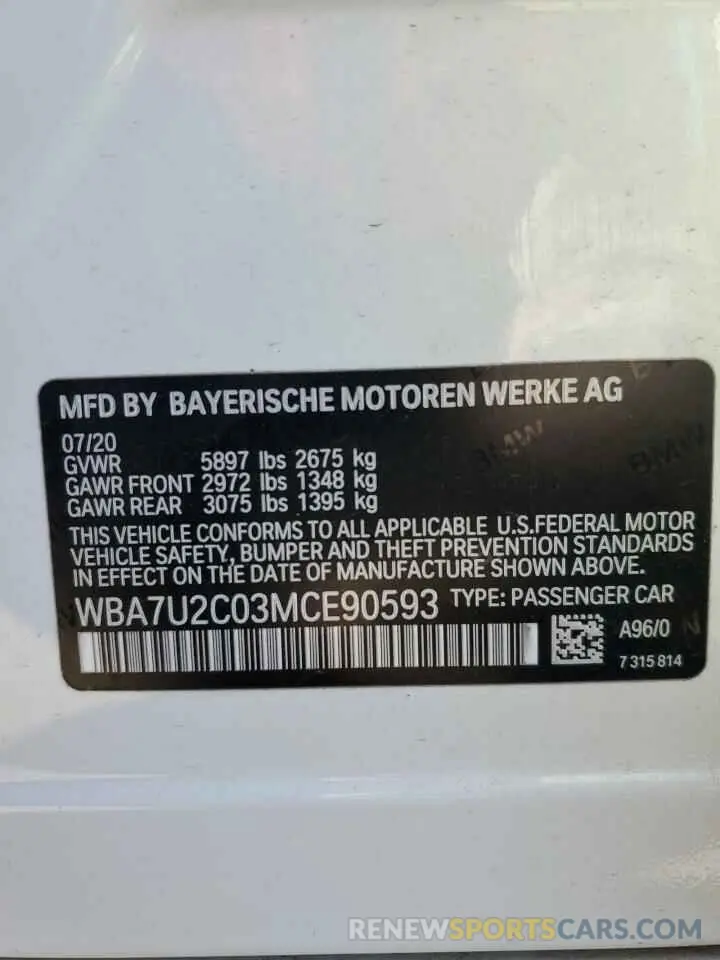 MFD BY BAYERISCHE MOTOREN WERKE AG
07/20
GVWR 5897 lbs 2675 kg
GAWR FRONT 2972 lbs 1348 kg
GAWR REAR 3075 lbs 1395 kg
BMW
BMW
THIS VEHICLE CONFORMS TO ALL APPLICABLE U.S.FEDERAL MOTOR
VEHICLE SAFETY, BUMPER AND THEFT PREVENTION STANDARDS
IN EFFECT ON THE DATE OF MANUFACTURE SHOWN ABOVE.
WBA7U2C03MCE90593 TYPE: PASSENGER CAR
A96/0
7 315 814
RENEWSPORTSCARS.COM